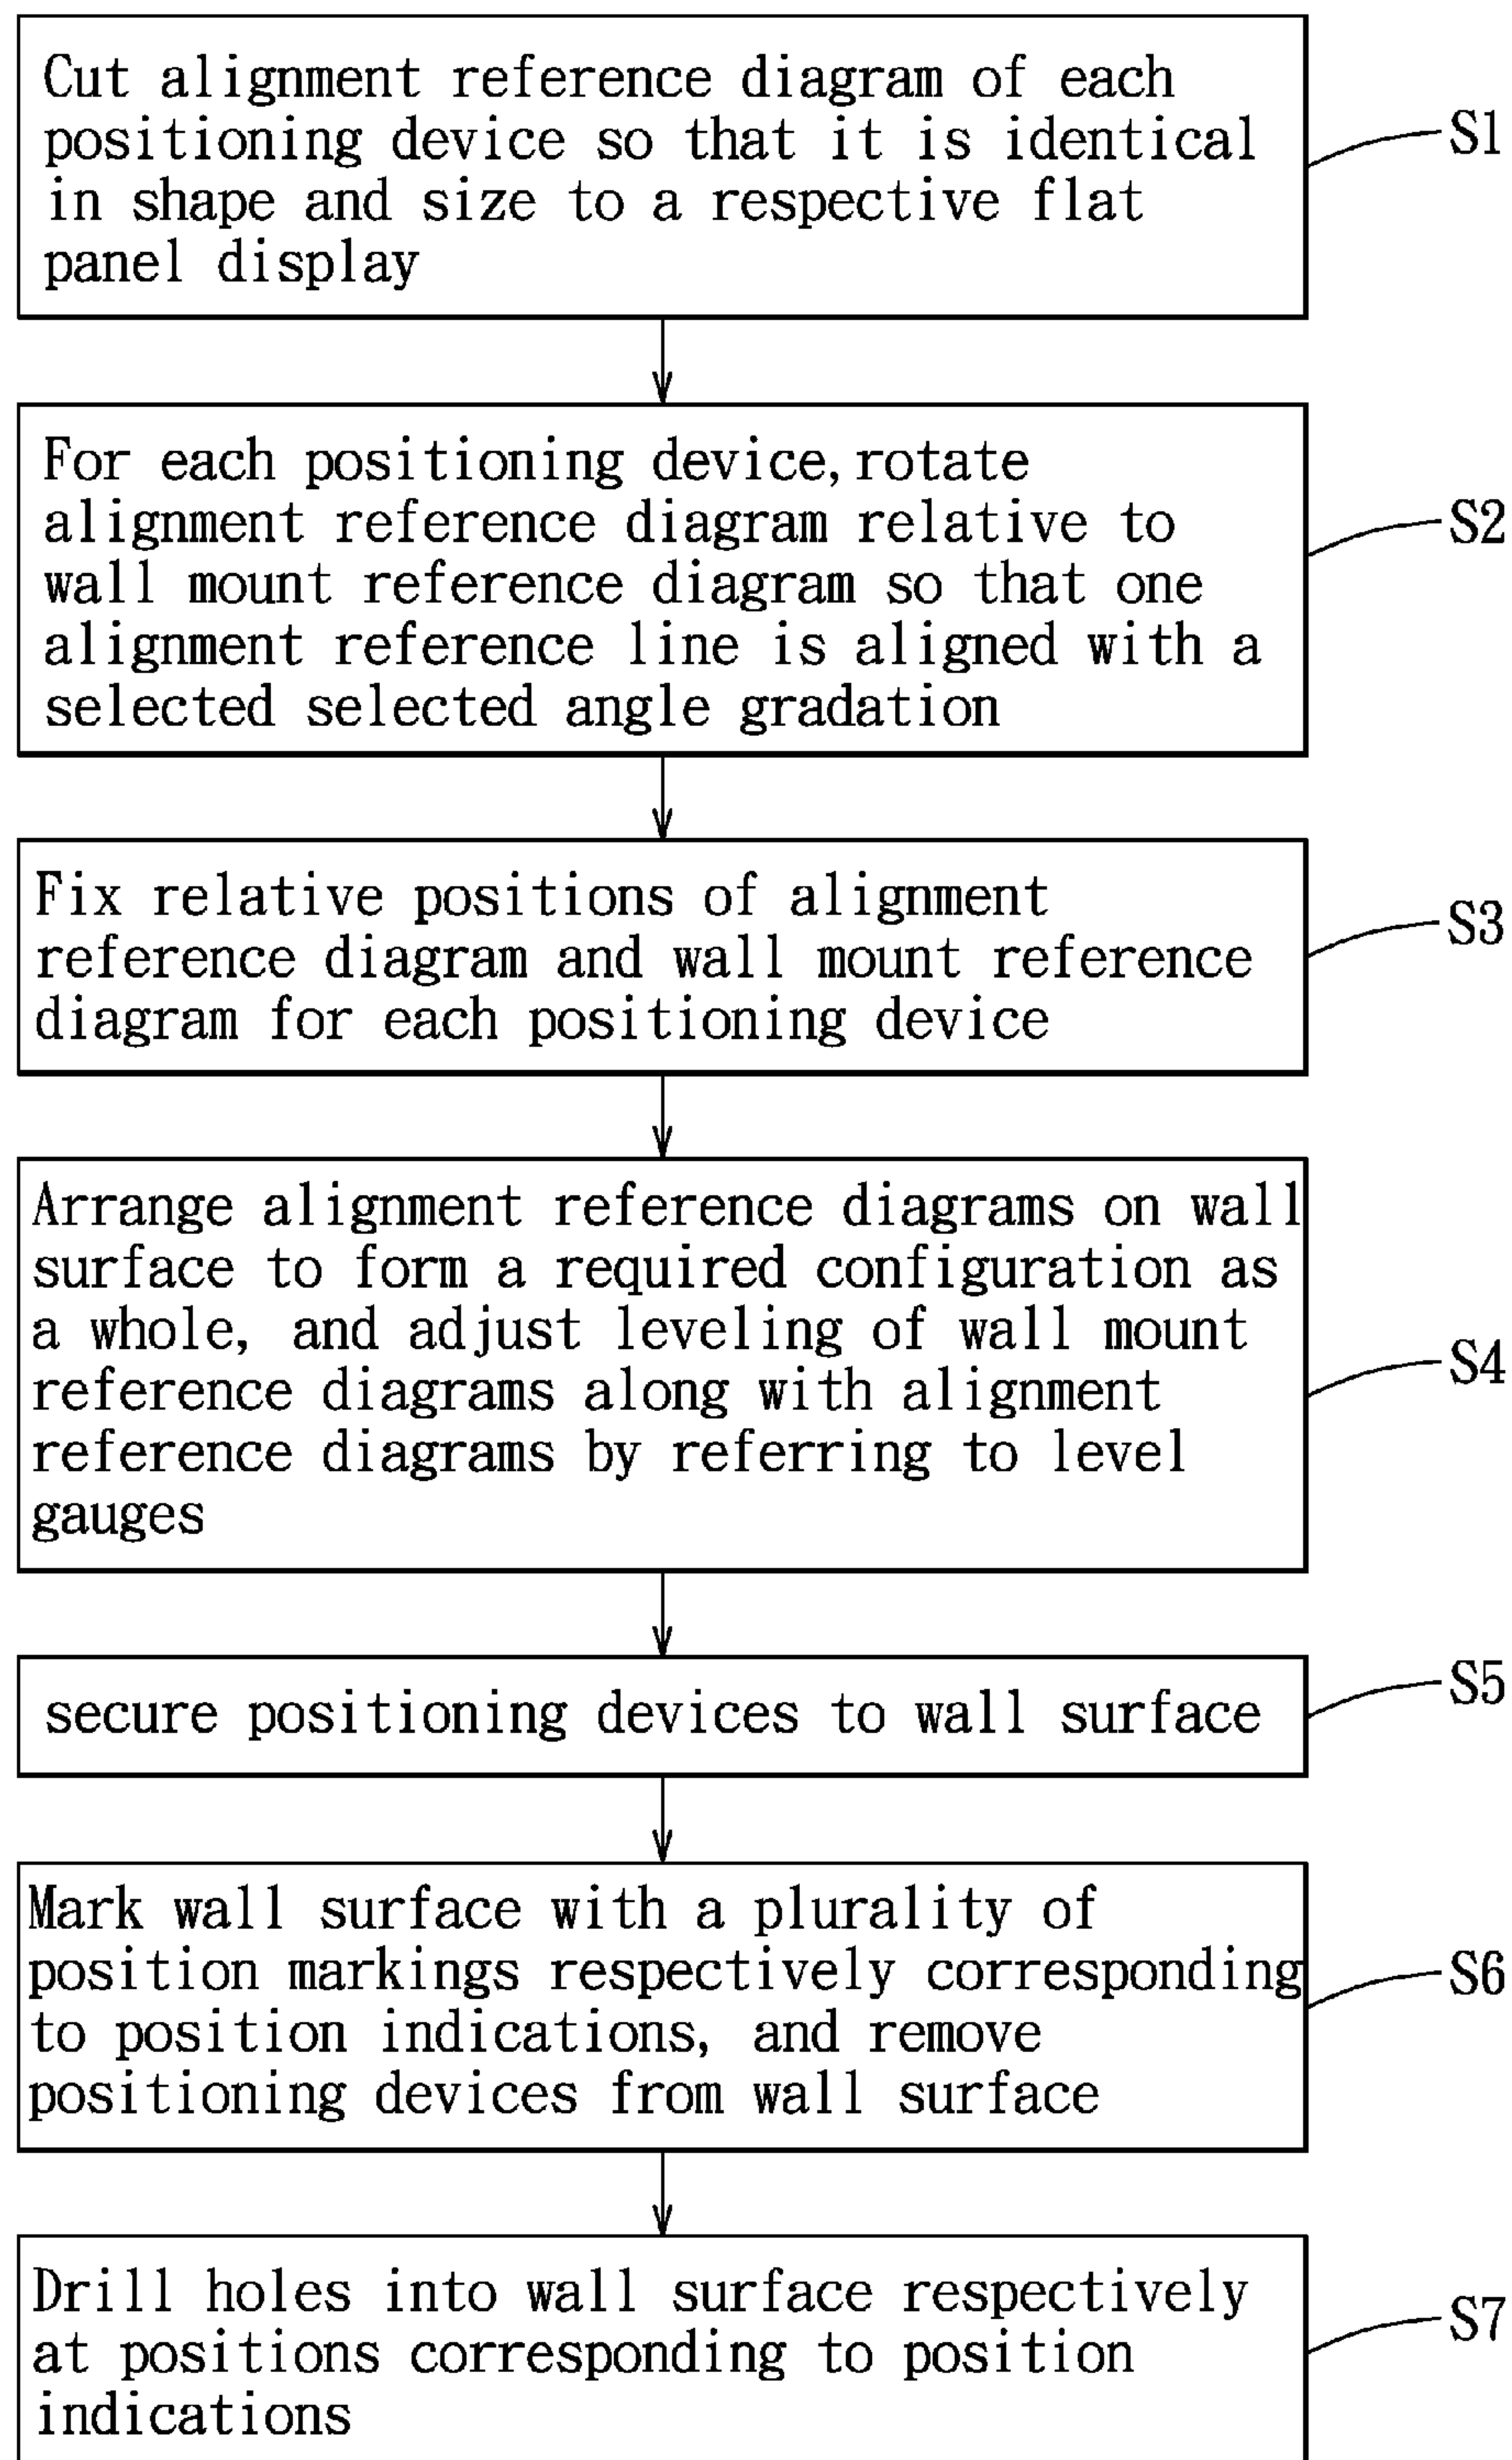 Cut alignment reference diagram of each
positioning device so that it is identical
in shape and size to a respective flat
panel display
S1
For each positioning device,rotate
alignment reference diagram relative to
wall mount reference diagram so that one
alignment reference line is aligned with a
selected selected angle gradation
S2
Fix relative positions of alignment
reference diagram and wall mount reference
diagram for each positioning device
S3
Arrange alignment reference diagrams on wall
surface to form a required configuration as
a whole, and adjust leveling of wall mount
reference diagrams along with alignment
reference diagrams by referring to level
gauges
S4
secure positioning devices to wall surface
S5
Mark wall surface with a plurality of
position markings respectively corresponding
to position indications, and remove
positioning devices from wall surface
S6
Drill holes into wall surface respectively
at positions corresponding to position
indications
S7